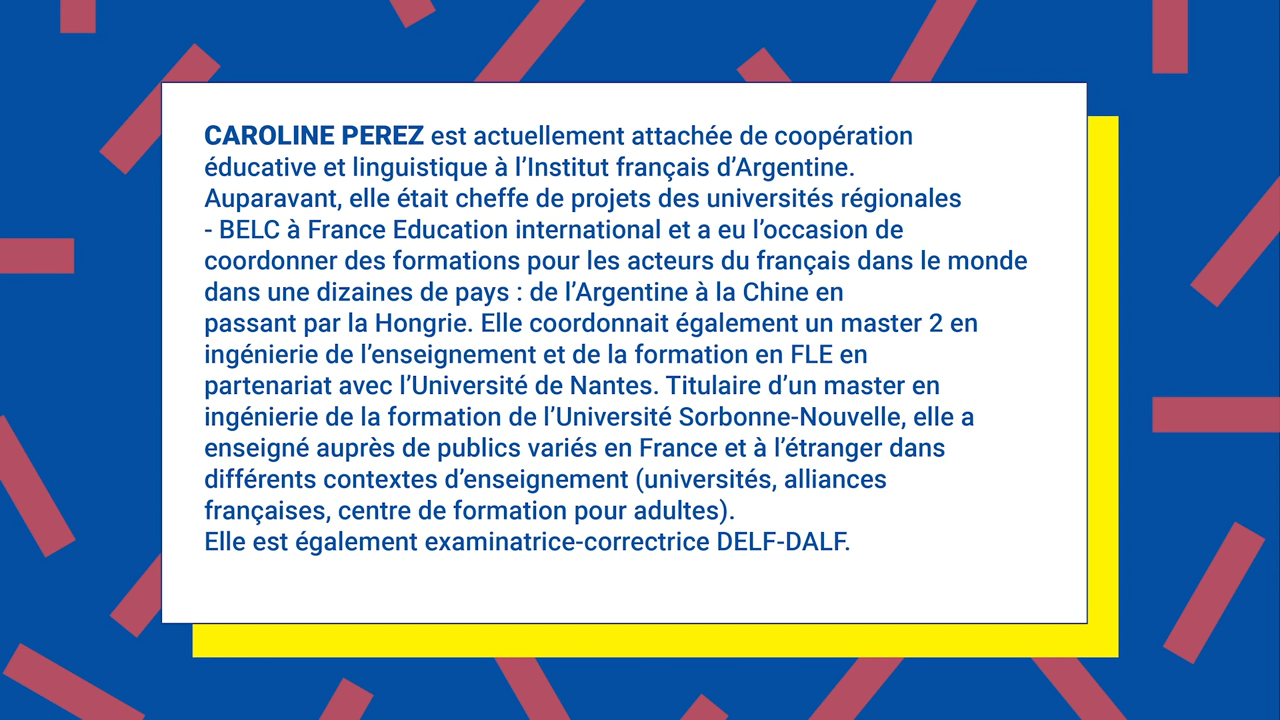 CAROLINE PEREZ est actuellement attachée de coopération
éducative et linguistique à l’Institut français d’Argentine.
Auparavant, elle était cheffe de projets des universités régionales
- BELC à France Education international et a eu l’occasion de
coordonner des formations pour les acteurs du français dans le monde
dans une dizaines de pays : de l’Argentine à la Chine en
passant par la Hongrie. Elle coordonnait également un master 2 en
ingénierie de l’enseignement et de la formation en FLE en
partenariat avec l’Université de Nantes. Titulaire d’un master en
ingénierie de la formation de l’Université Sorbonne-Nouvelle, elle a
enseigné auprès de publics variés en France et à l’étranger dans
différents contextes d’enseignement (universités, alliances
françaises, centre de formation pour adultes).
Elle est également examinatrice-correctrice DELF-DALF.